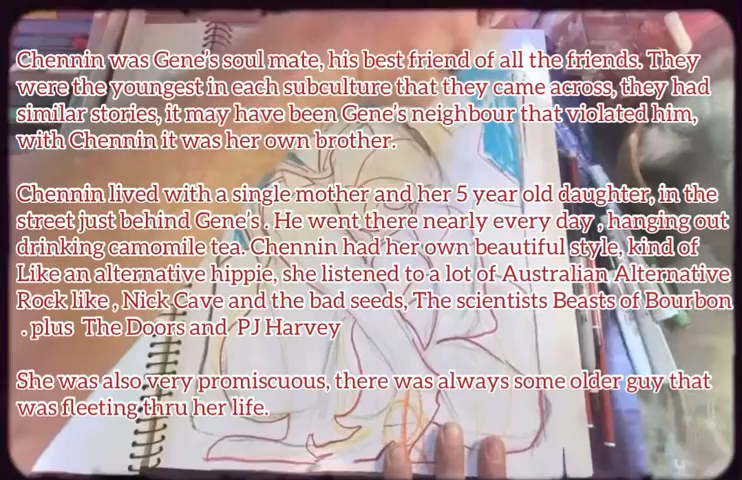 Chennin was Gene's soul mate, his best friend of all the friends. They
were the youngest in each subculture that they came across, they had
similar stories, it may have been Gene's neighbour that violated him,
with Chennin it was her own brother.
Chennin lived with a single mother and her 5 year old daughter, in the
street just behind Gene's . He went there nearly every day , hanging out
drinking camomile tea. Chennin had her own beautiful style, kind of
Like an alternative hippie, she listened to a lot of Australian Alternative
Rock like , Nick Cave and the bad seeds, The scientists Beasts of Bourbon
. plus The Doors and PJ Harvey
She was also very promiscuous, there was always some older guy that
was fleeting thru her life.